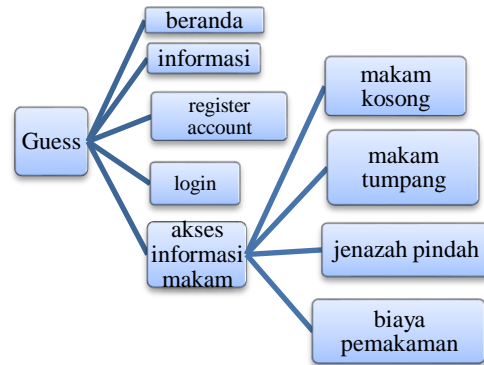 beranda
informasi
register
account
Guess
login
akses
informasi
makam
makam
kosong
makam
tumpang
jenazah pindah
biaya
pemakaman